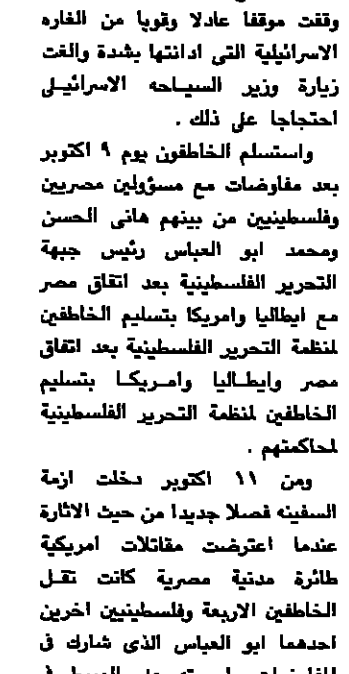 وقفت موقفا عادلا وقويا من الغاره
الاسرائيلية التى ادانتها بشدة والغت
زيارة وزير السياحه الاسرائيلى
احتجاجا على ذلك .
واستسلم الخاطفون يوم ٩ اكتوبر
بعد مفاوضات مع مسؤولين مصريين
وفلسطينيين من بينهم هانى الحسن
ومحمد ابو العباس رئيس جبهة
التحرير الفلسطينية بعد اتفاق مصر
مع ايطاليا وامريكا بتسليم الخاطفين
لنظمة التحرير الفلسطينية بعد اتفاق
مصر وايطاليا وامريكا بتسليم
الخاطفين لنظمة التحرير الفلسطينية
لمحاكمتهم .
ومن ١١ اكتوبر دخلت ازمة
السفينه فصلا جديدا من حيث الاثارة
عندما اعترضت مقاتلات امريكية
طائرة مدنية مصرية كانت تقل
الخاطفين الاربعة وفلسطينيين اخرين
احدهما ابو العباس الذى شارك فى